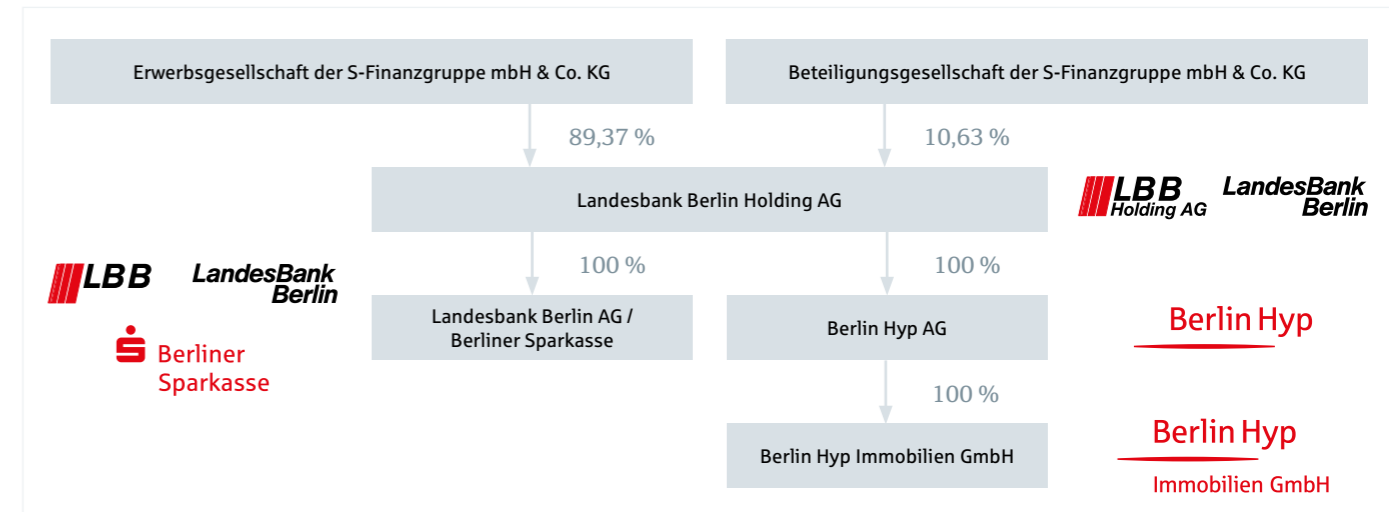 Erwerbsgesellschaft der S-Finanzgruppe mbH & Co. KG
Beteiligungsgesellschaft der S-Finanzgruppe mbH & Co. KG
89,37 %
10,63 %
Landesbank Berlin Holding AG
LBB
Holding AG
LandesBank
Berlin
100 %
100 %
LBB
LandesBank
Berlin
Berliner
Sparkasse
Landesbank Berlin AG /
Berliner Sparkasse
Berlin Hyp AG
Berlin Hyp
100 %
Berlin Hyp Immobilien GmbH
Berlin Hyp
Immobilien GmbH